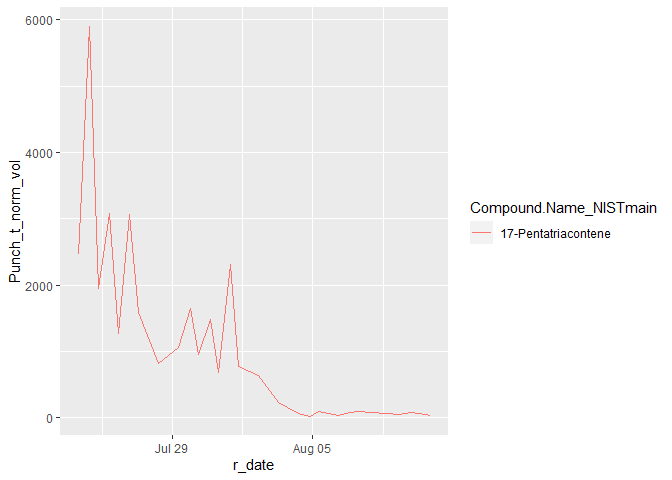 6000
4000
2000
0
Punch_t_norm_vol
Jul 29
Aug 05
r_date
Compound.Name_NISTmain
17-Pentatriacontene